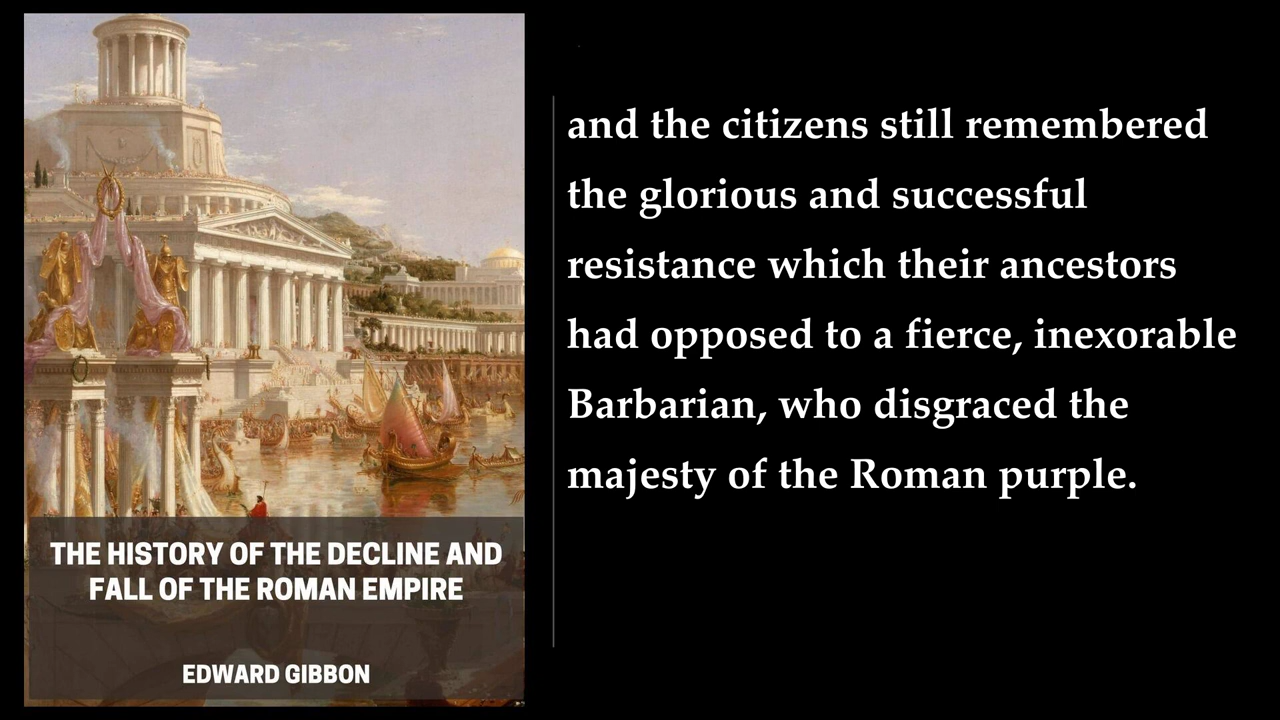 THE HISTORY OF THE DECLINE AND
FALL OF THE ROMAN EMPIRE
EDWARD GIBBON
and the citizens still remembered
the glorious and successful
resistance which their ancestors
had opposed to a fierce, inexorable
Barbarian, who disgraced the
majesty of the Roman purple.